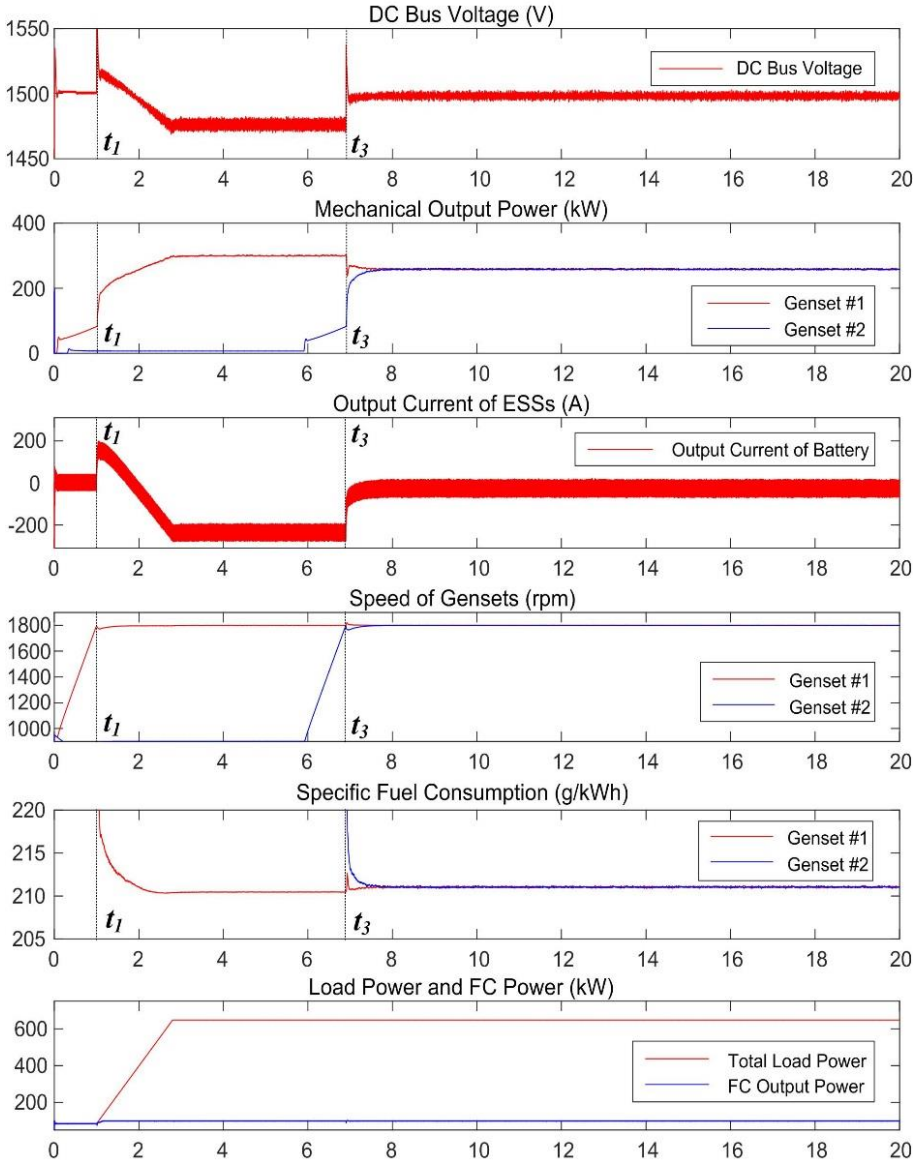 DC Bus Voltage (V)
1550
DC Bus Voltage
1500
t1
t3
1450
0 2 4 6 8 10 12 14 16 18 20
Mechanical Output Power (kW)
400
200
Genset #1
Genset #2
t1
t3
0
0 2 4 6 8 10 12 14 16 18 20
Output Current of ESSs (A)
200
t1
t3
Output Current of Battery
0
-200
0 2 4 6 8 10 12 14 16 18 20
Speed of Gensets (rpm)
1800
1600
1400
Genset #1
1200
Genset #2
1000
t1
t3
0 2 4 6 8 10 12 14 16 18 20
Specific Fuel Consumption (g/kWh)
220
Genset #1
215
Genset #2
210
t1
t3
205
0 2 4 6 8 10 12 14 16 18 20
Load Power and FC Power (kW)
600
400
Total Load Power
FC Output Power
200
0 2 4 6 8 10 12 14 16 18 20